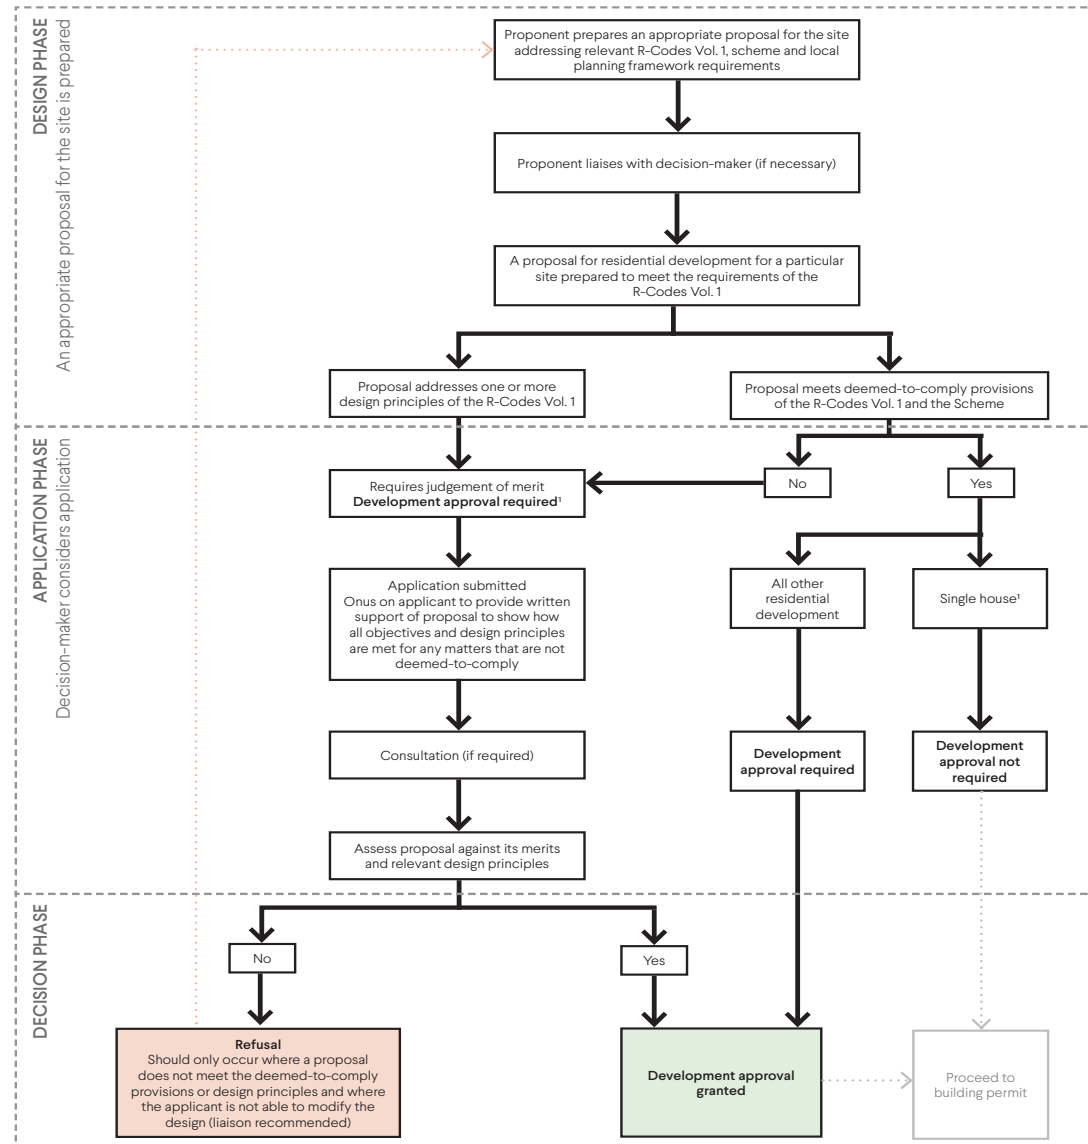 DESIGN PHASE
An appropriate proposal for the site is prepared
Proponent prepares an appropriate proposal for the site
addressing relevant R-Codes Vol. 1, scheme and local
planning framework requirements
Proponent liaises with decision-maker (if necessary)
A proposal for residential development for a particular
site prepared to meet the requirements of the
R-Codes Vol. 1
Proposal addresses one or more
design principles of the R-Codes Vol. 1
Proposal meets deemed-to-comply provisions
of the R-Codes Vol. 1 and the Scheme
APPLICATION PHASE
Decision-maker considers application
Requires judgement of merit
Development approval required¹
No
Yes
Application submitted
Onus on applicant to provide written
support of proposal to show how
all objectives and design principles
are met for any matters that are not
deemed-to-comply
All other
residential
development
Single house¹
Consultation (if required)
Development
approval required
Development
approval not
required
Assess proposal against its merits
and relevant design principles
DECISION PHASE
No
Yes
Refusal
Should only occur where a proposal
does not meet the deemed-to-comply
provisions or design principles and where
the applicant is not able to modify the
design (liaison recommended)
Development approval
granted
Proceed to
building permit